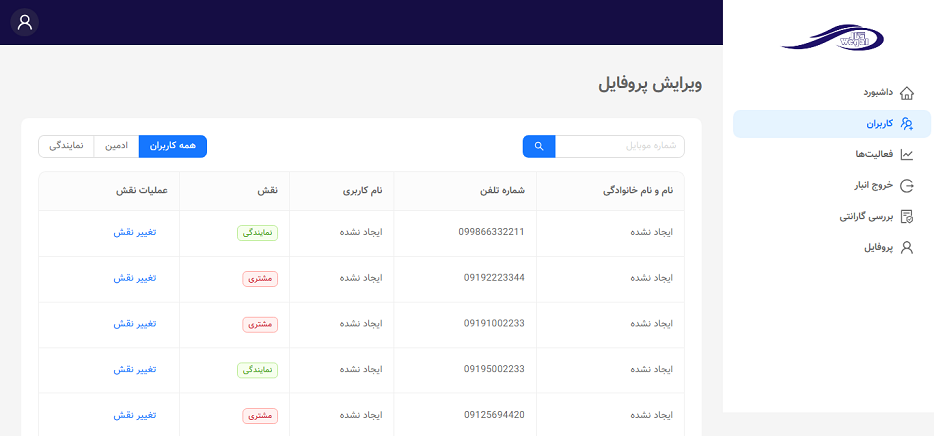 wegal
داشبورد
کاربران
فعالیت‌ها
خروج انبار
بررسی گارانتی
پروفایل
ویرایش پروفایل
شماره موبایل
همه کاربران ادمین نمایندگی
نام و نام خانوادگی شماره تلفن نام کاربری نقش عملیات نقش
ایجاد نشده 099866332211 ایجاد نشده نمایندگی تغییر نقش
ایجاد نشده 09192223344 ایجاد نشده مشتری تغییر نقش
ایجاد نشده 09191002233 ایجاد نشده مشتری تغییر نقش
ایجاد نشده 09195002233 ایجاد نشده نمایندگی تغییر نقش
ایجاد نشده 09125694420 ایجاد نشده مشتری تغییر نقش